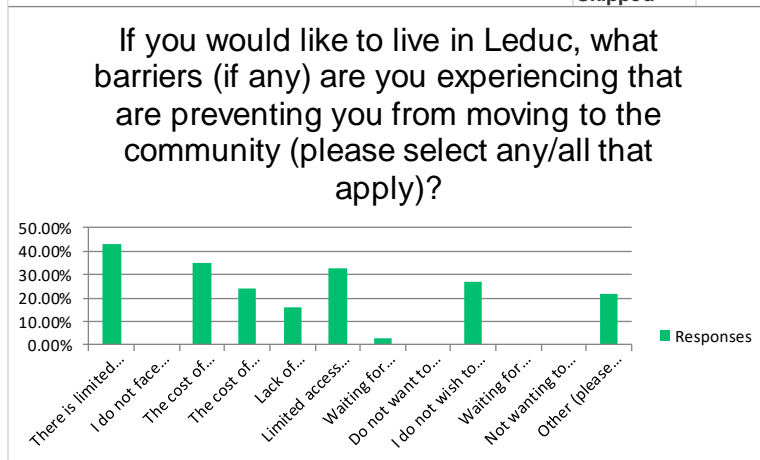 Skipped
If you would like to live in Leduc, what
barriers (if any) are you experiencing that
are preventing you from moving to the
community (please select any/all that
apply)?
50.00%
40.00%
30.00%
20.00%
10.00%
0.00%
There is limited...
I do not face...
The cost of...
The cost of...
Lack of...
Limited access...
Waiting for...
Do not want to...
I do not wish to...
Waiting for...
Not wanting to...
Other (please...
Responses